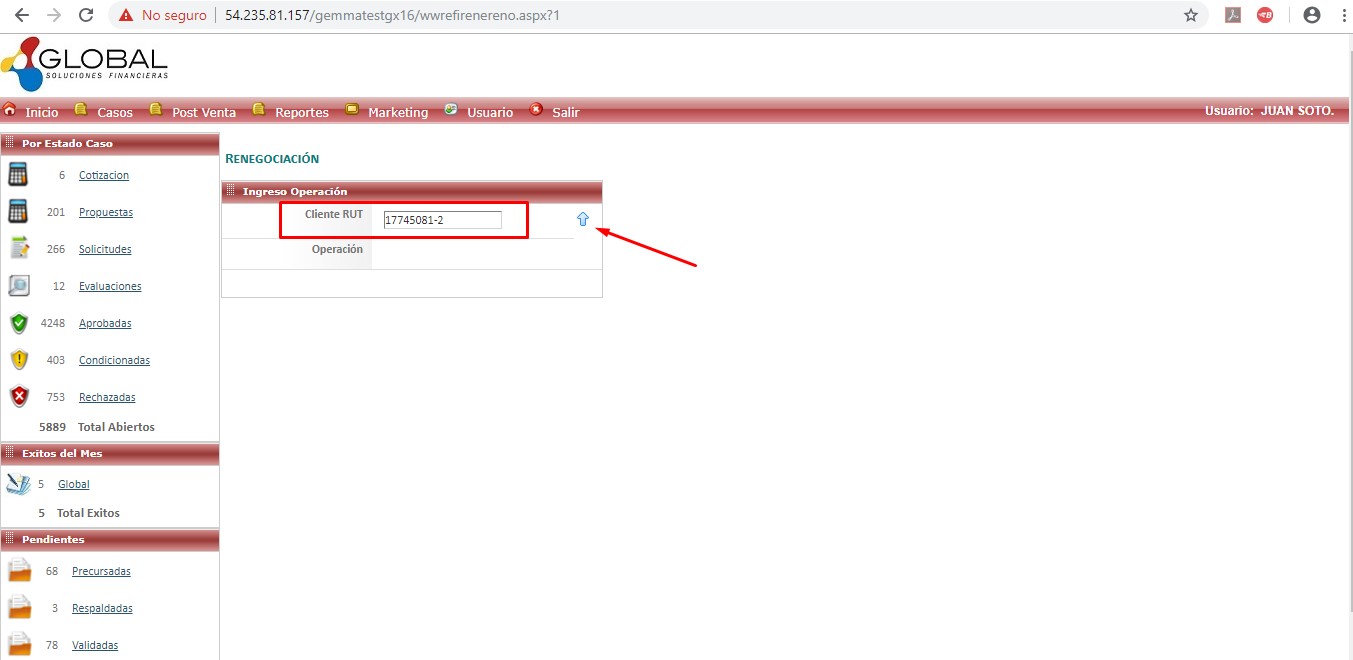 No seguro 54.235.81.157/gemmatestgx16/wwrefirenereno.aspx?1
GLOBAL
SOLUCIONES FINANCIERAS
Inicio Casos Post Venta Reportes Marketing Usuario Salir Usuario: JUAN SOTO.
Por Estado Caso
6 Cotizacion
201 Propuestas
266 Solicitudes
12 Evaluaciones
4248 Aprobadas
403 Condicionadas
753 Rechazadas
5889 Total Abiertos
Exitos del Mes
5 Global
5 Total Exitos
Pendientes
68 Precursadas
3 Respaldadas
78 Validadas
RENEGOCIACIÓN
Ingreso Operación
Cliente RUT 17745081-2
Operación